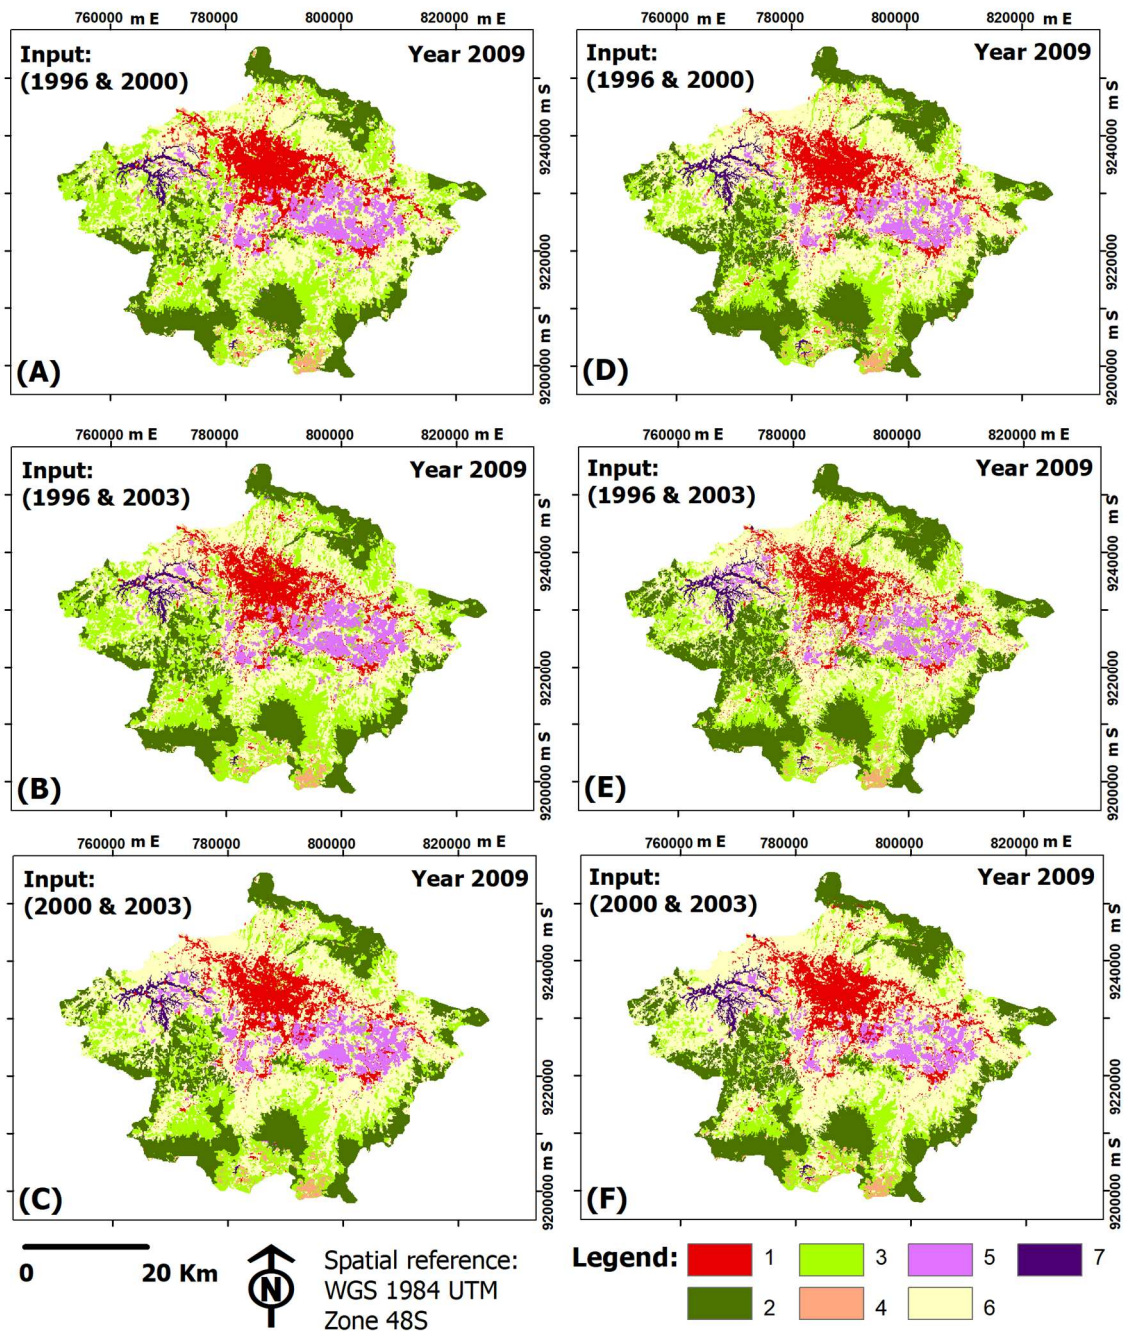 760000 m E 780000 800000 820000 m E
Input: Year 2009
(1996 & 2000)
9240000 m S
9220000
9200000 m S
(A)
760000 m E 780000 800000 820000 m E
Input: Year 2009
(1996 & 2000)
9240000 m S
9220000
9200000 m S
(D)
760000 m E 780000 800000 820000 m E
Input: Year 2009
(1996 & 2003)
9240000 m S
9220000
9200000 m S
(B)
760000 m E 780000 800000 820000 m E
Input: Year 2009
(1996 & 2003)
9240000 m S
9220000
9200000 m S
(E)
760000 m E 780000 800000 820000 m E
Input: Year 2009
(2000 & 2003)
9240000 m S
9220000
9200000 m S
(C)
760000 m E 780000 800000 820000 m E
Input: Year 2009
(2000 & 2003)
9240000 m S
9220000
9200000 m S
(F)
0 20 Km
N
Spatial reference:
WGS 1984 UTM
Zone 48S
Legend: 1 3 5 7
2 4 6